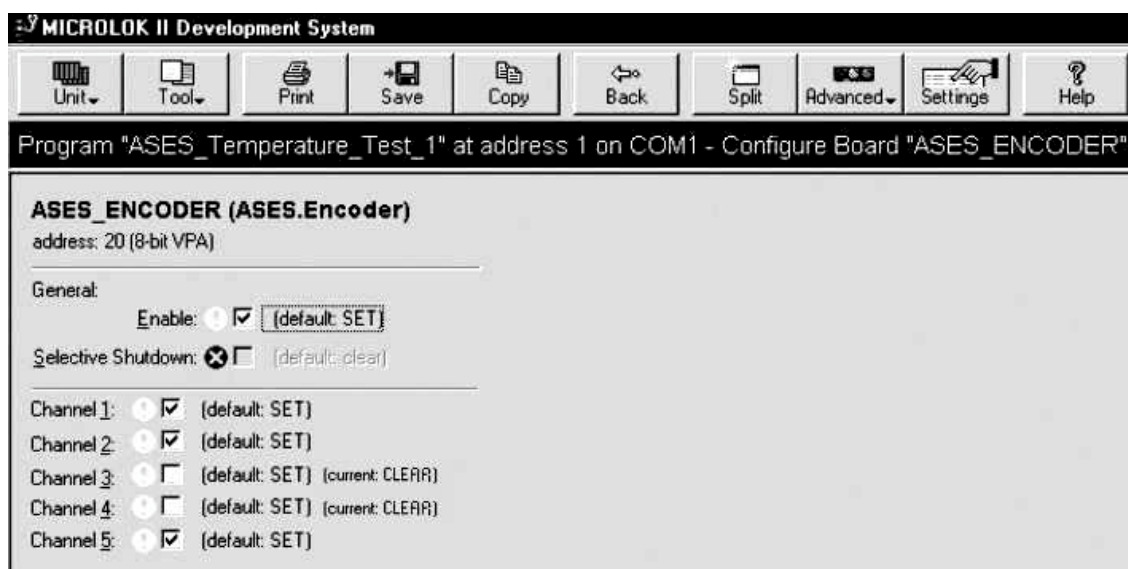 MICROLOK II Development System
Unit Tool Print Save Copy Back Split Advanced Settings Help
Program "ASES_Temperature_Test_1" at address 1 on COM1 - Configure Board "ASES_ENCODER"
ASES_ENCODER (ASES.Encoder)
address: 20 (8-bit VPA)
General:
Enable: (default: SET)
Selective Shutdown: (default: clear)
Channel 1: (default: SET)
Channel 2: (default: SET)
Channel 3: (default: SET) (current: CLEAR)
Channel 4: (default: SET) (current: CLEAR)
Channel 5: (default: SET)